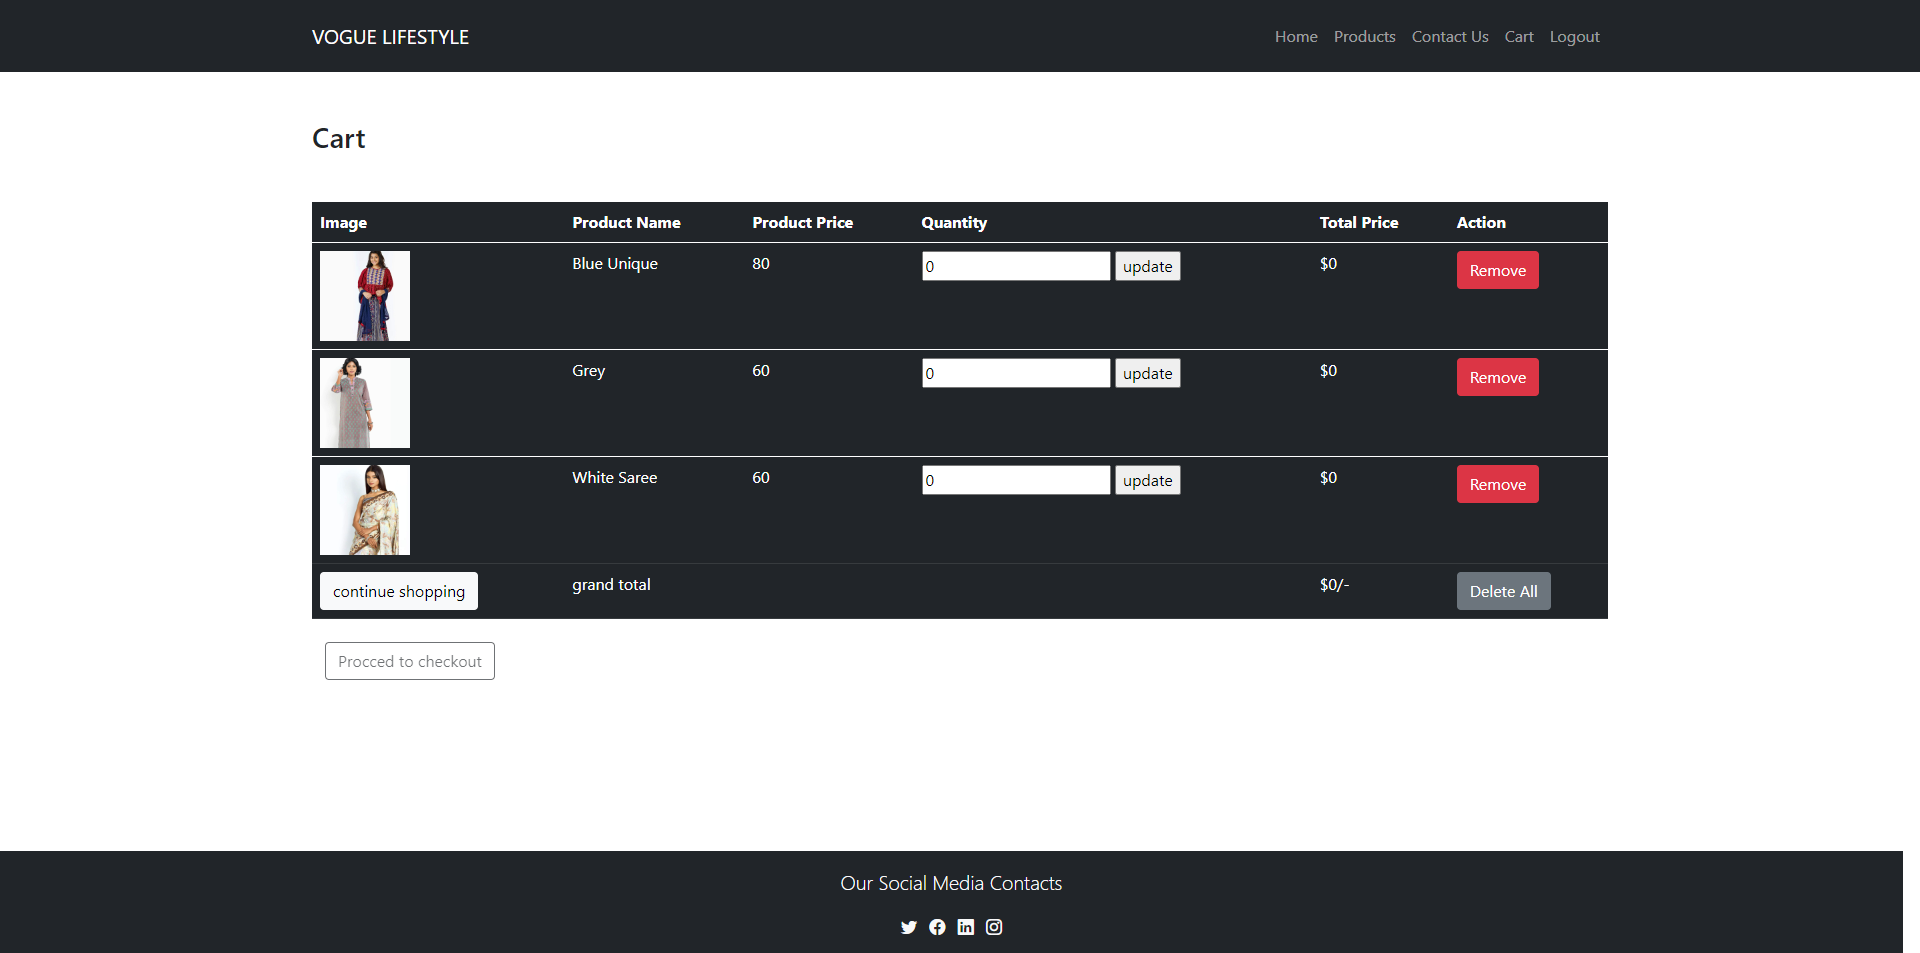 VOGUE LIFESTYLE Home Products Contact Us Cart Logout
Cart
Image Product Name Product Price Quantity Total Price Action
Blue Unique 80 0 update $0 Remove
Grey 60 0 update $0 Remove
White Saree 60 0 update $0 Remove
continue shopping grand total $0/- Delete All
Procced to checkout
Our Social Media Contacts